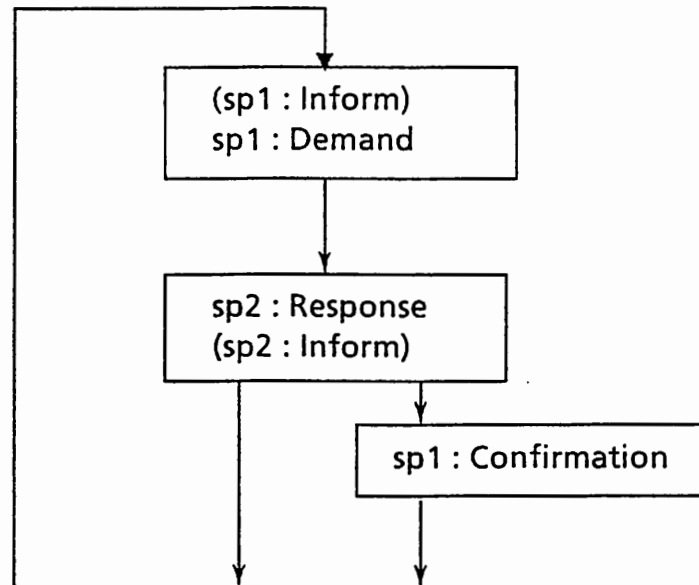 (sp1 : Inform)
sp1 : Demand
sp2 : Response
(sp2 : Inform)
sp1 : Confirmation